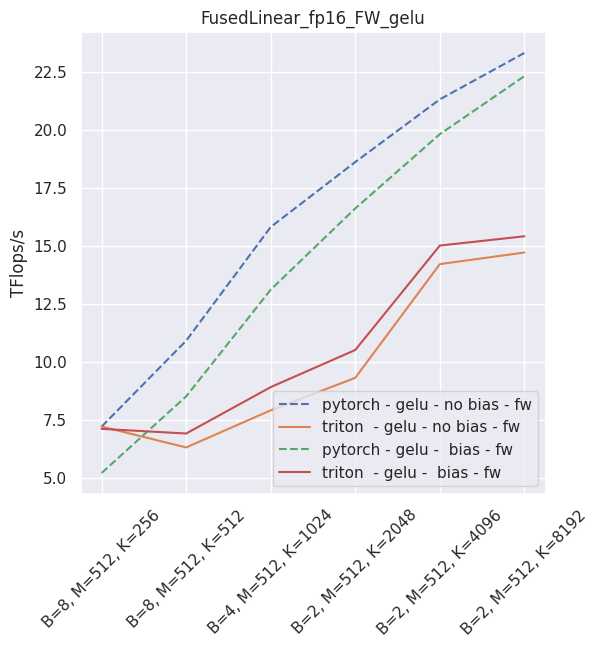 FusedLinear_fp16_FW_gelu
TFlops/s
22.5
20.0
17.5
15.0
12.5
10.0
7.5
5.0
pytorch - gelu - no bias - fw
triton  - gelu - no bias - fw
pytorch - gelu -  bias - fw
triton  - gelu -  bias - fw
B=8, M=512, K=256
B=8, M=512, K=512
B=4, M=512, K=1024
B=2, M=512, K=2048
B=2, M=512, K=4096
B=2, M=512, K=8192